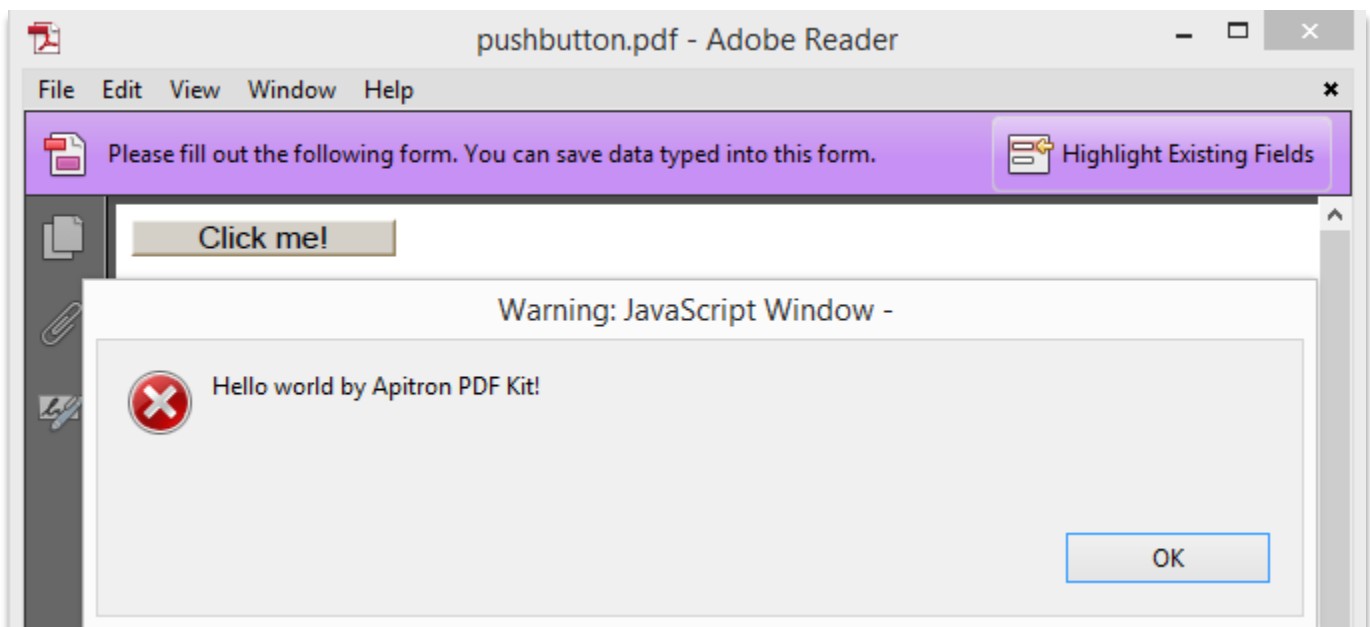 pushbutton.pdf - Adobe Reader
File Edit View Window Help
Please fill out the following form. You can save data typed into this form.
Highlight Existing Fields
Click me!
Warning: JavaScript Window -
Hello world by Apitron PDF Kit!
OK